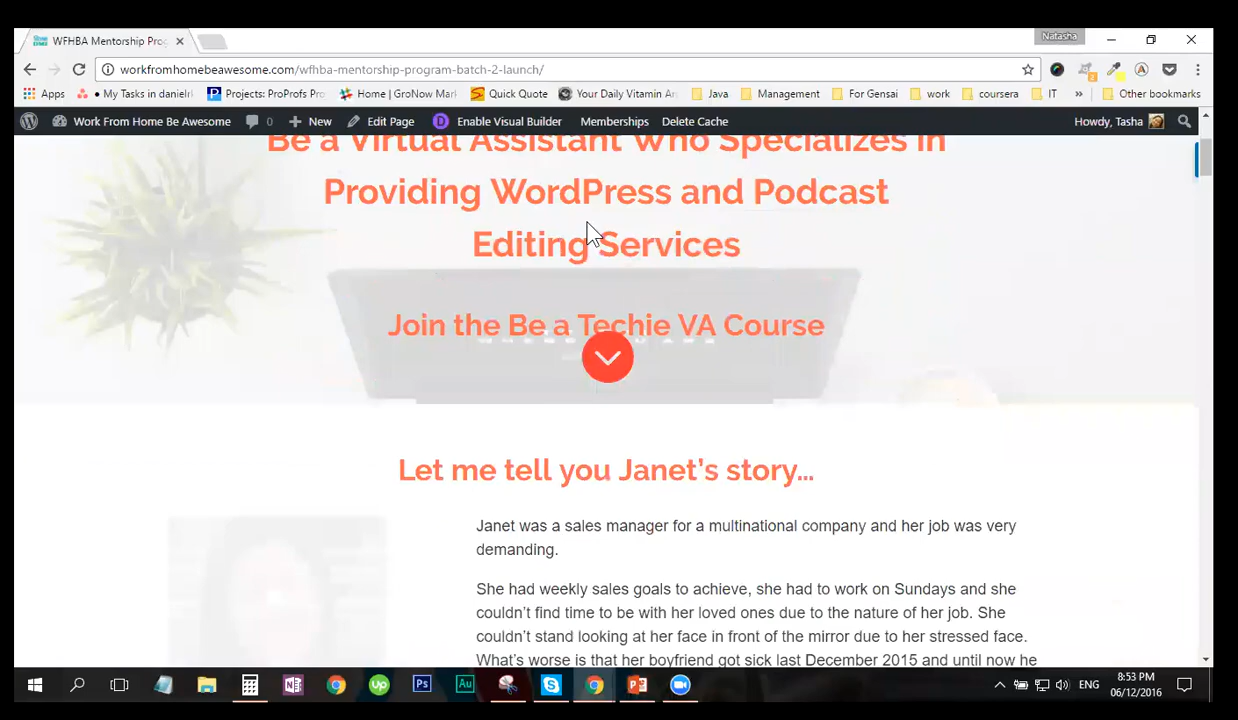 WFHBA Mentorship Pro
Natasha
workfromhomebeawesome.com/wfhba-mentorship-program-batch-2-launch/
Apps
• My Tasks in danielr
Projects: ProProfs Pro
Home | GroNow Mark
Quick Quote
Your Daily Vitamin Ar
Java
Management
For Gensai
work
coursera
IT
»
Other bookmarks
Work From Home Be Awesome
0
New
Edit Page
D
Enable Visual Builder
Memberships
Delete Cache
Howdy, Tasha
Be a Virtual Assistant Who Specializes in
Providing WordPress and Podcast
Editing Services
Join the Be a Techie VA Course
Let me tell you Janet’s story...
Janet was a sales manager for a multinational company and her job was very
demanding.
She had weekly sales goals to achieve, she had to work on Sundays and she
couldn’t find time to be with her loved ones due to the nature of her job. She
couldn’t stand looking at her face in front of the mirror due to her stressed face.
What’s worse is that her boyfriend got sick last December 2015 and until now he
Ps
Au
ENG
8:53 PM
06/12/2016